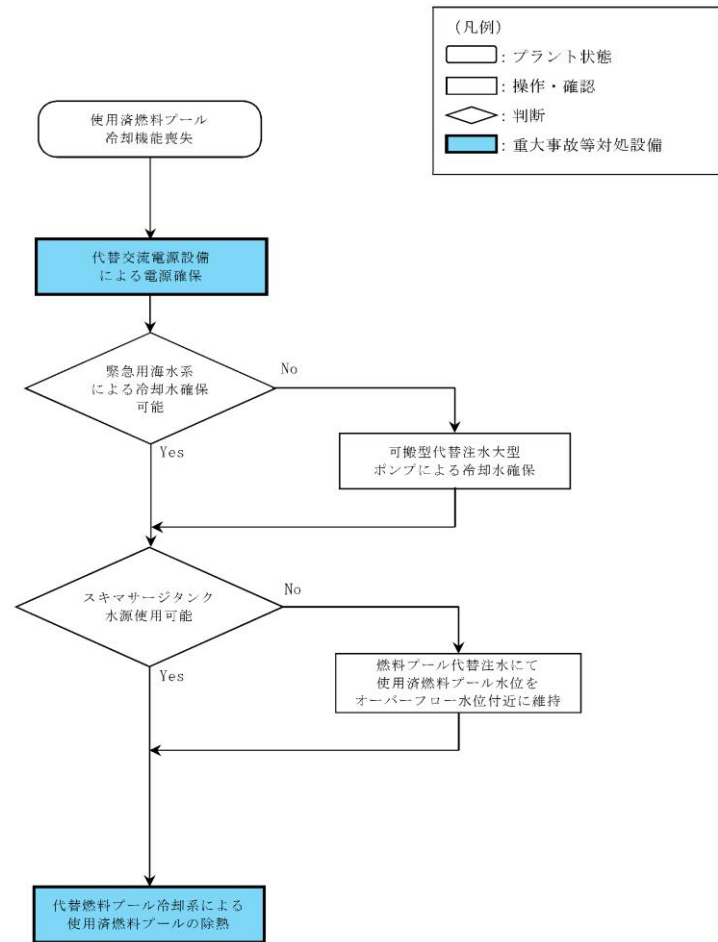 (凡例)
: プラント状態
: 操作・確認
: 判断
: 重大事故等対処設備
使用済燃料プール
冷却機能喪失
代替交流電源設備
による電源確保
緊急用海水系
による冷却水確保
可能
No
Yes
可搬型代替注水大型
ポンプによる冷却水確保
スキマサージタンク
水源使用可能
No
Yes
燃料プール代替注水にて
使用済燃料プール水位を
オーバーフロー水位付近に維持
代替燃料プール冷却系による
使用済燃料プールの除熱